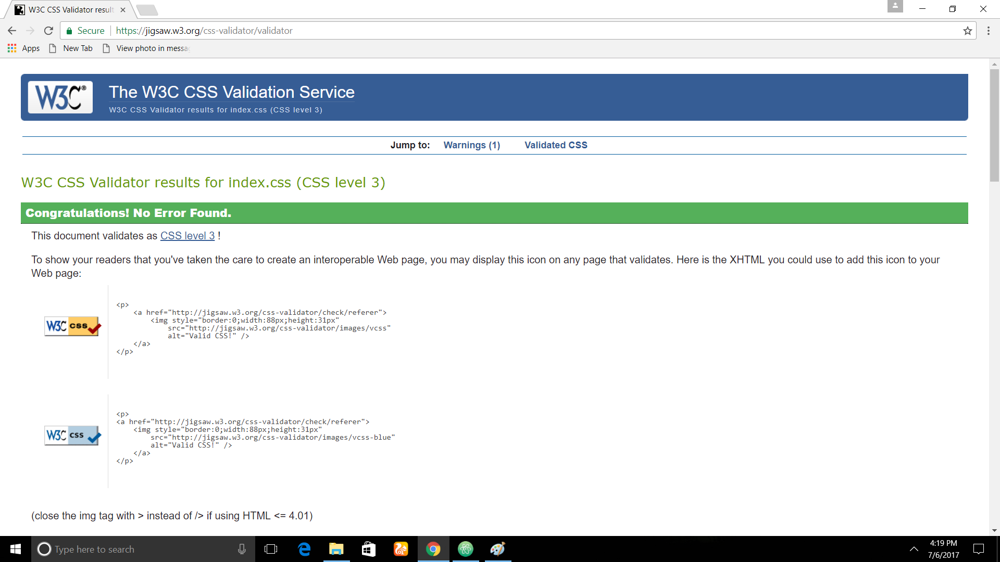 W3C CSS Validator result
Secure
https://jigsaw.w3.org/css-validator/validator
Apps
New Tab
View photo in messa
W3C®
The W3C CSS Validation Service
W3C CSS Validator results for index.css (CSS level 3)
Jump to: Warnings (1) Validated CSS
W3C CSS Validator results for index.css (CSS level 3)
Congratulations! No Error Found.
This document validates as CSS level 3 !
To show your readers that you've taken the care to create an interoperable Web page, you may display this icon on any page that validates. Here is the XHTML you could use to add this icon to your
Web page:
W3C css
<p>
    <a href="http://jigsaw.w3.org/css-validator/check/referer">
        <img style="border:0;width:88px;height:31px"
            src="http://jigsaw.w3.org/css-validator/images/vcss"
            alt="Valid CSS!" />
    </a>
</p>
W3C css
<p>
<a href="http://jigsaw.w3.org/css-validator/check/referer">
    <img style="border:0;width:88px;height:31px"
        src="http://jigsaw.w3.org/css-validator/images/vcss-blue"
        alt="Valid CSS!" />
    </a>
</p>
(close the img tag with > instead of /> if using HTML <= 4.01)
Type here to search
4:19 PM
7/6/2017